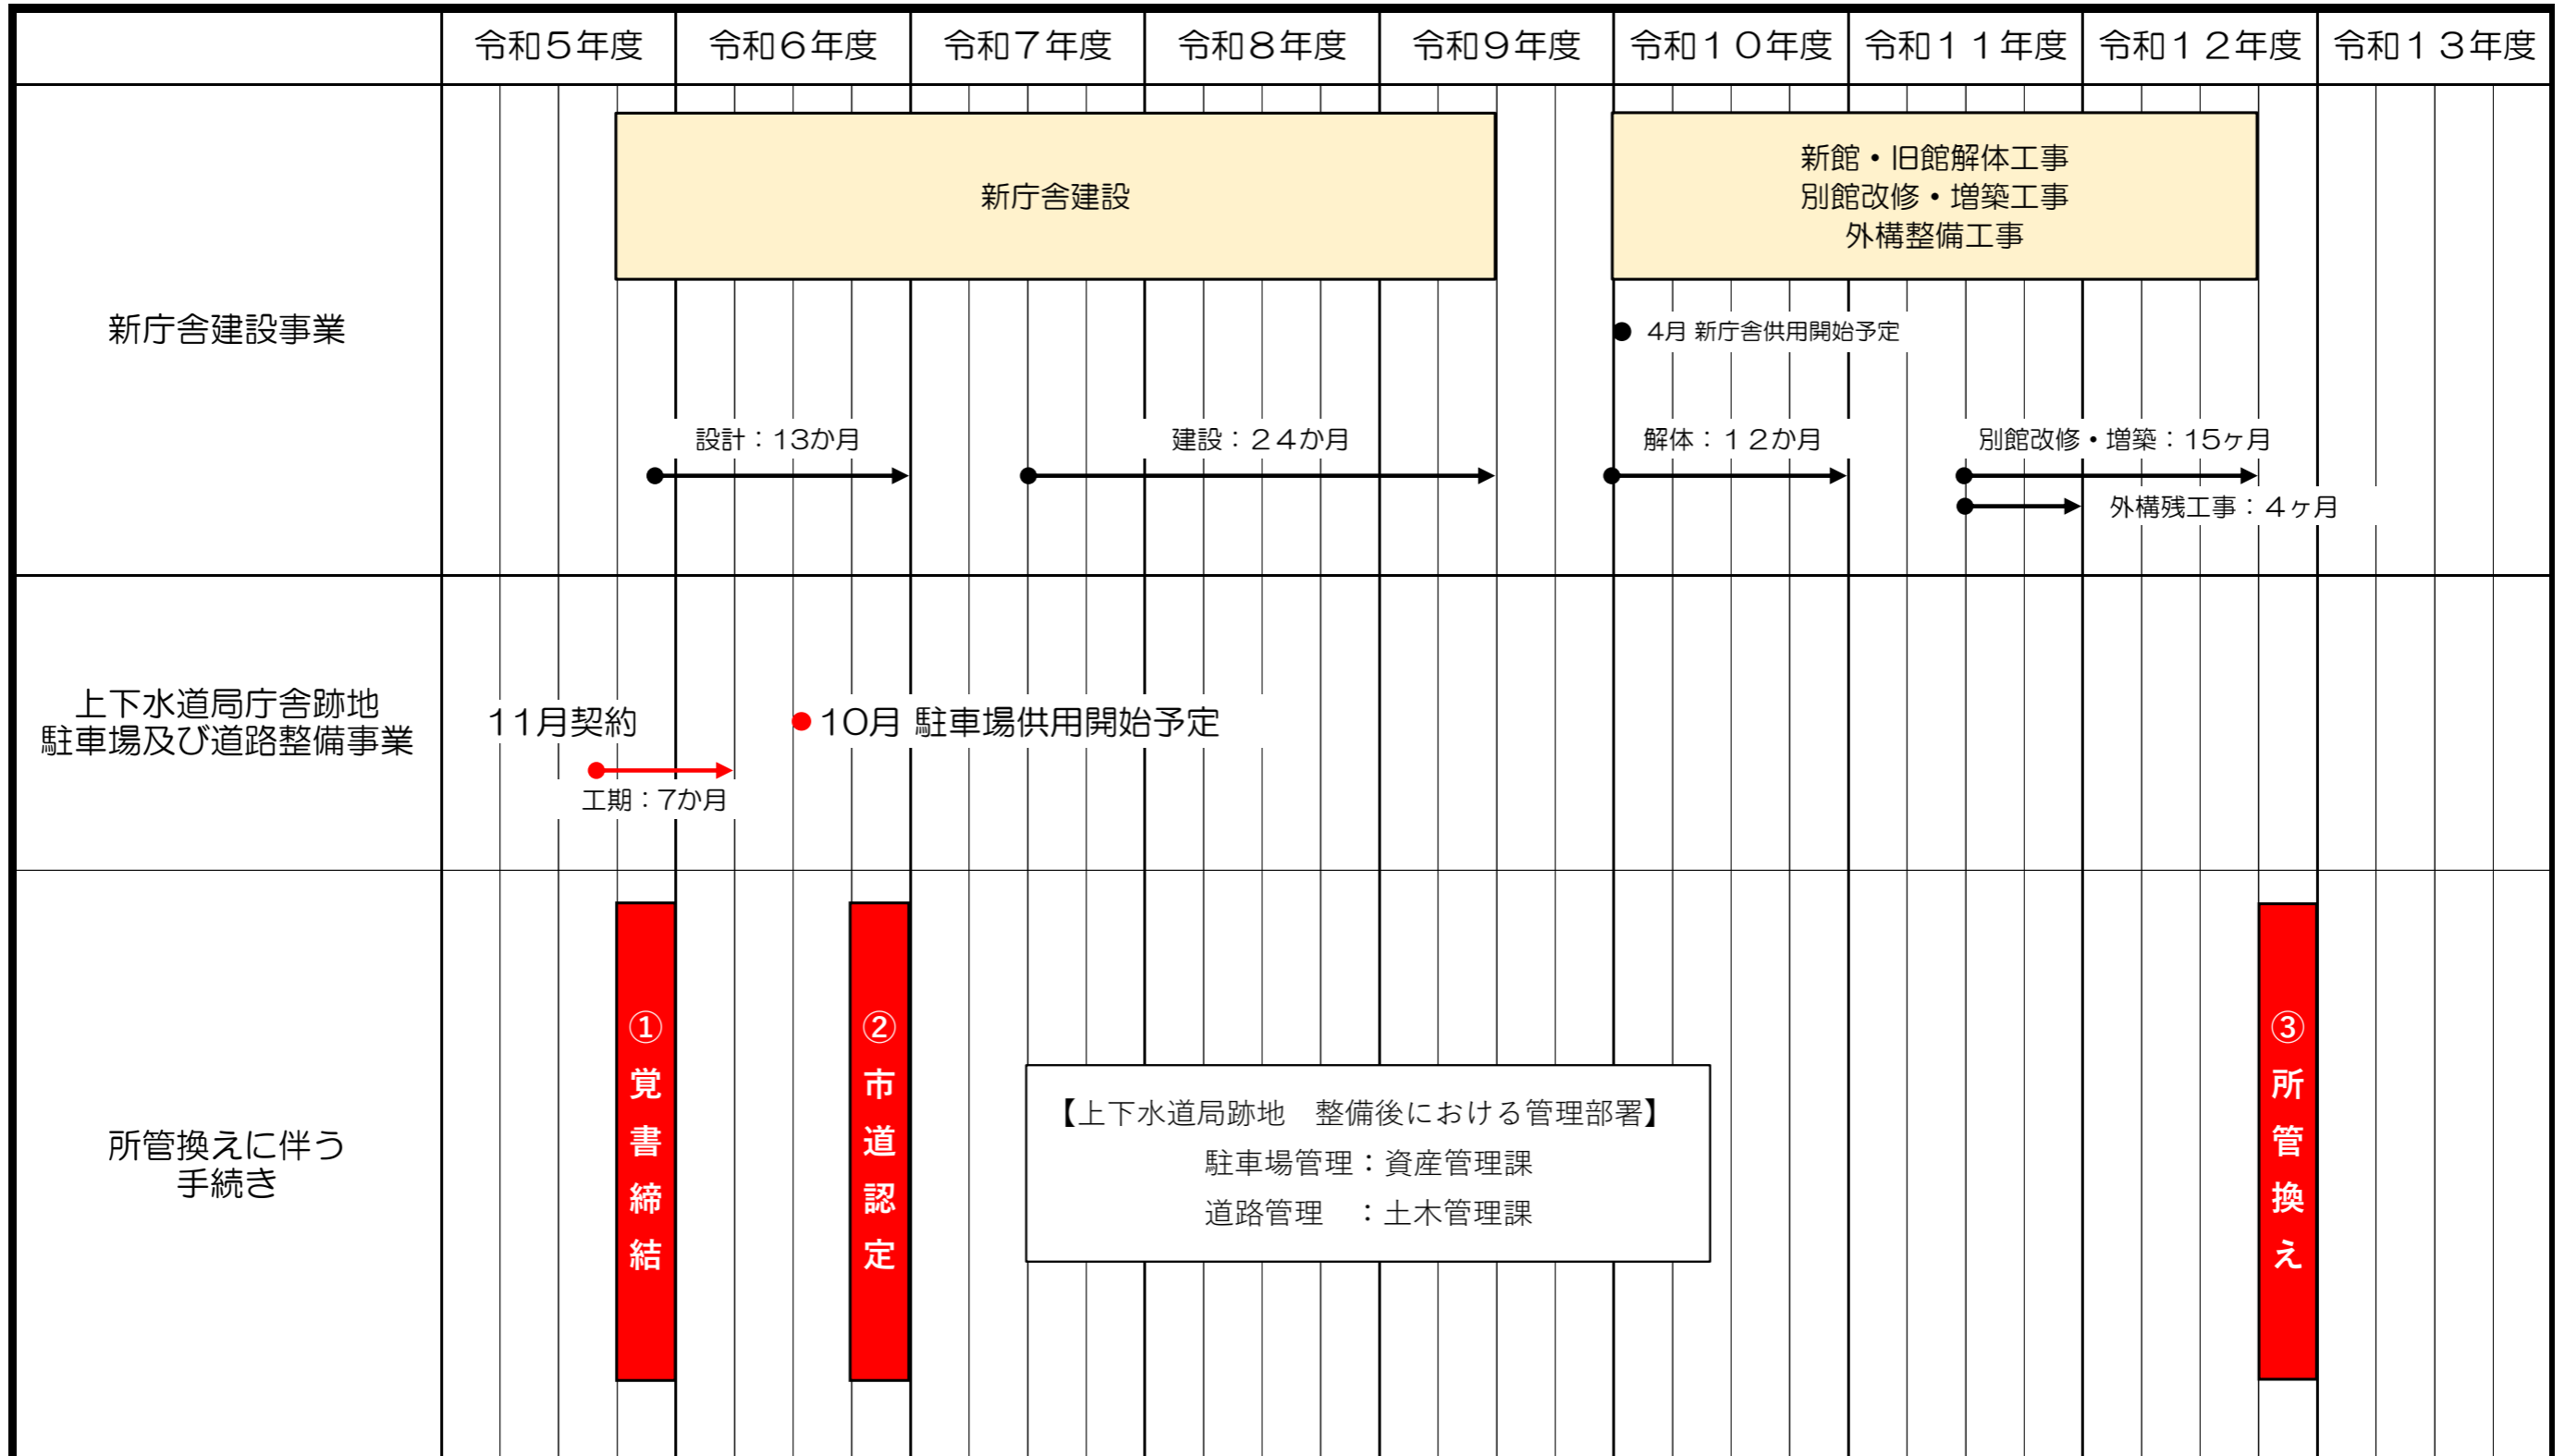 令和５年度
令和６年度
令和７年度
令和８年度
令和９年度
令和１０年度
令和１１年度
令和１２年度
令和１３年度
新庁舎建設事業
新庁舎建設
新館・旧館解体工事
別館改修・増築工事
外構整備工事
4月 新庁舎供用開始予定
設計：13か月
建設：２４か月
解体：１２か月
別館改修・増築：15ヶ月
外構残工事：４ヶ月
上下水道局庁舎跡地
駐車場及び道路整備事業
11月契約
10月 駐車場供用開始予定
工期：7か月
所管換えに伴う
手続き
①覚書締結
②市道認定
【上下水道局跡地　整備後における管理部署】
駐車場管理：資産管理課
道路管理　：土木管理課
③所管換え